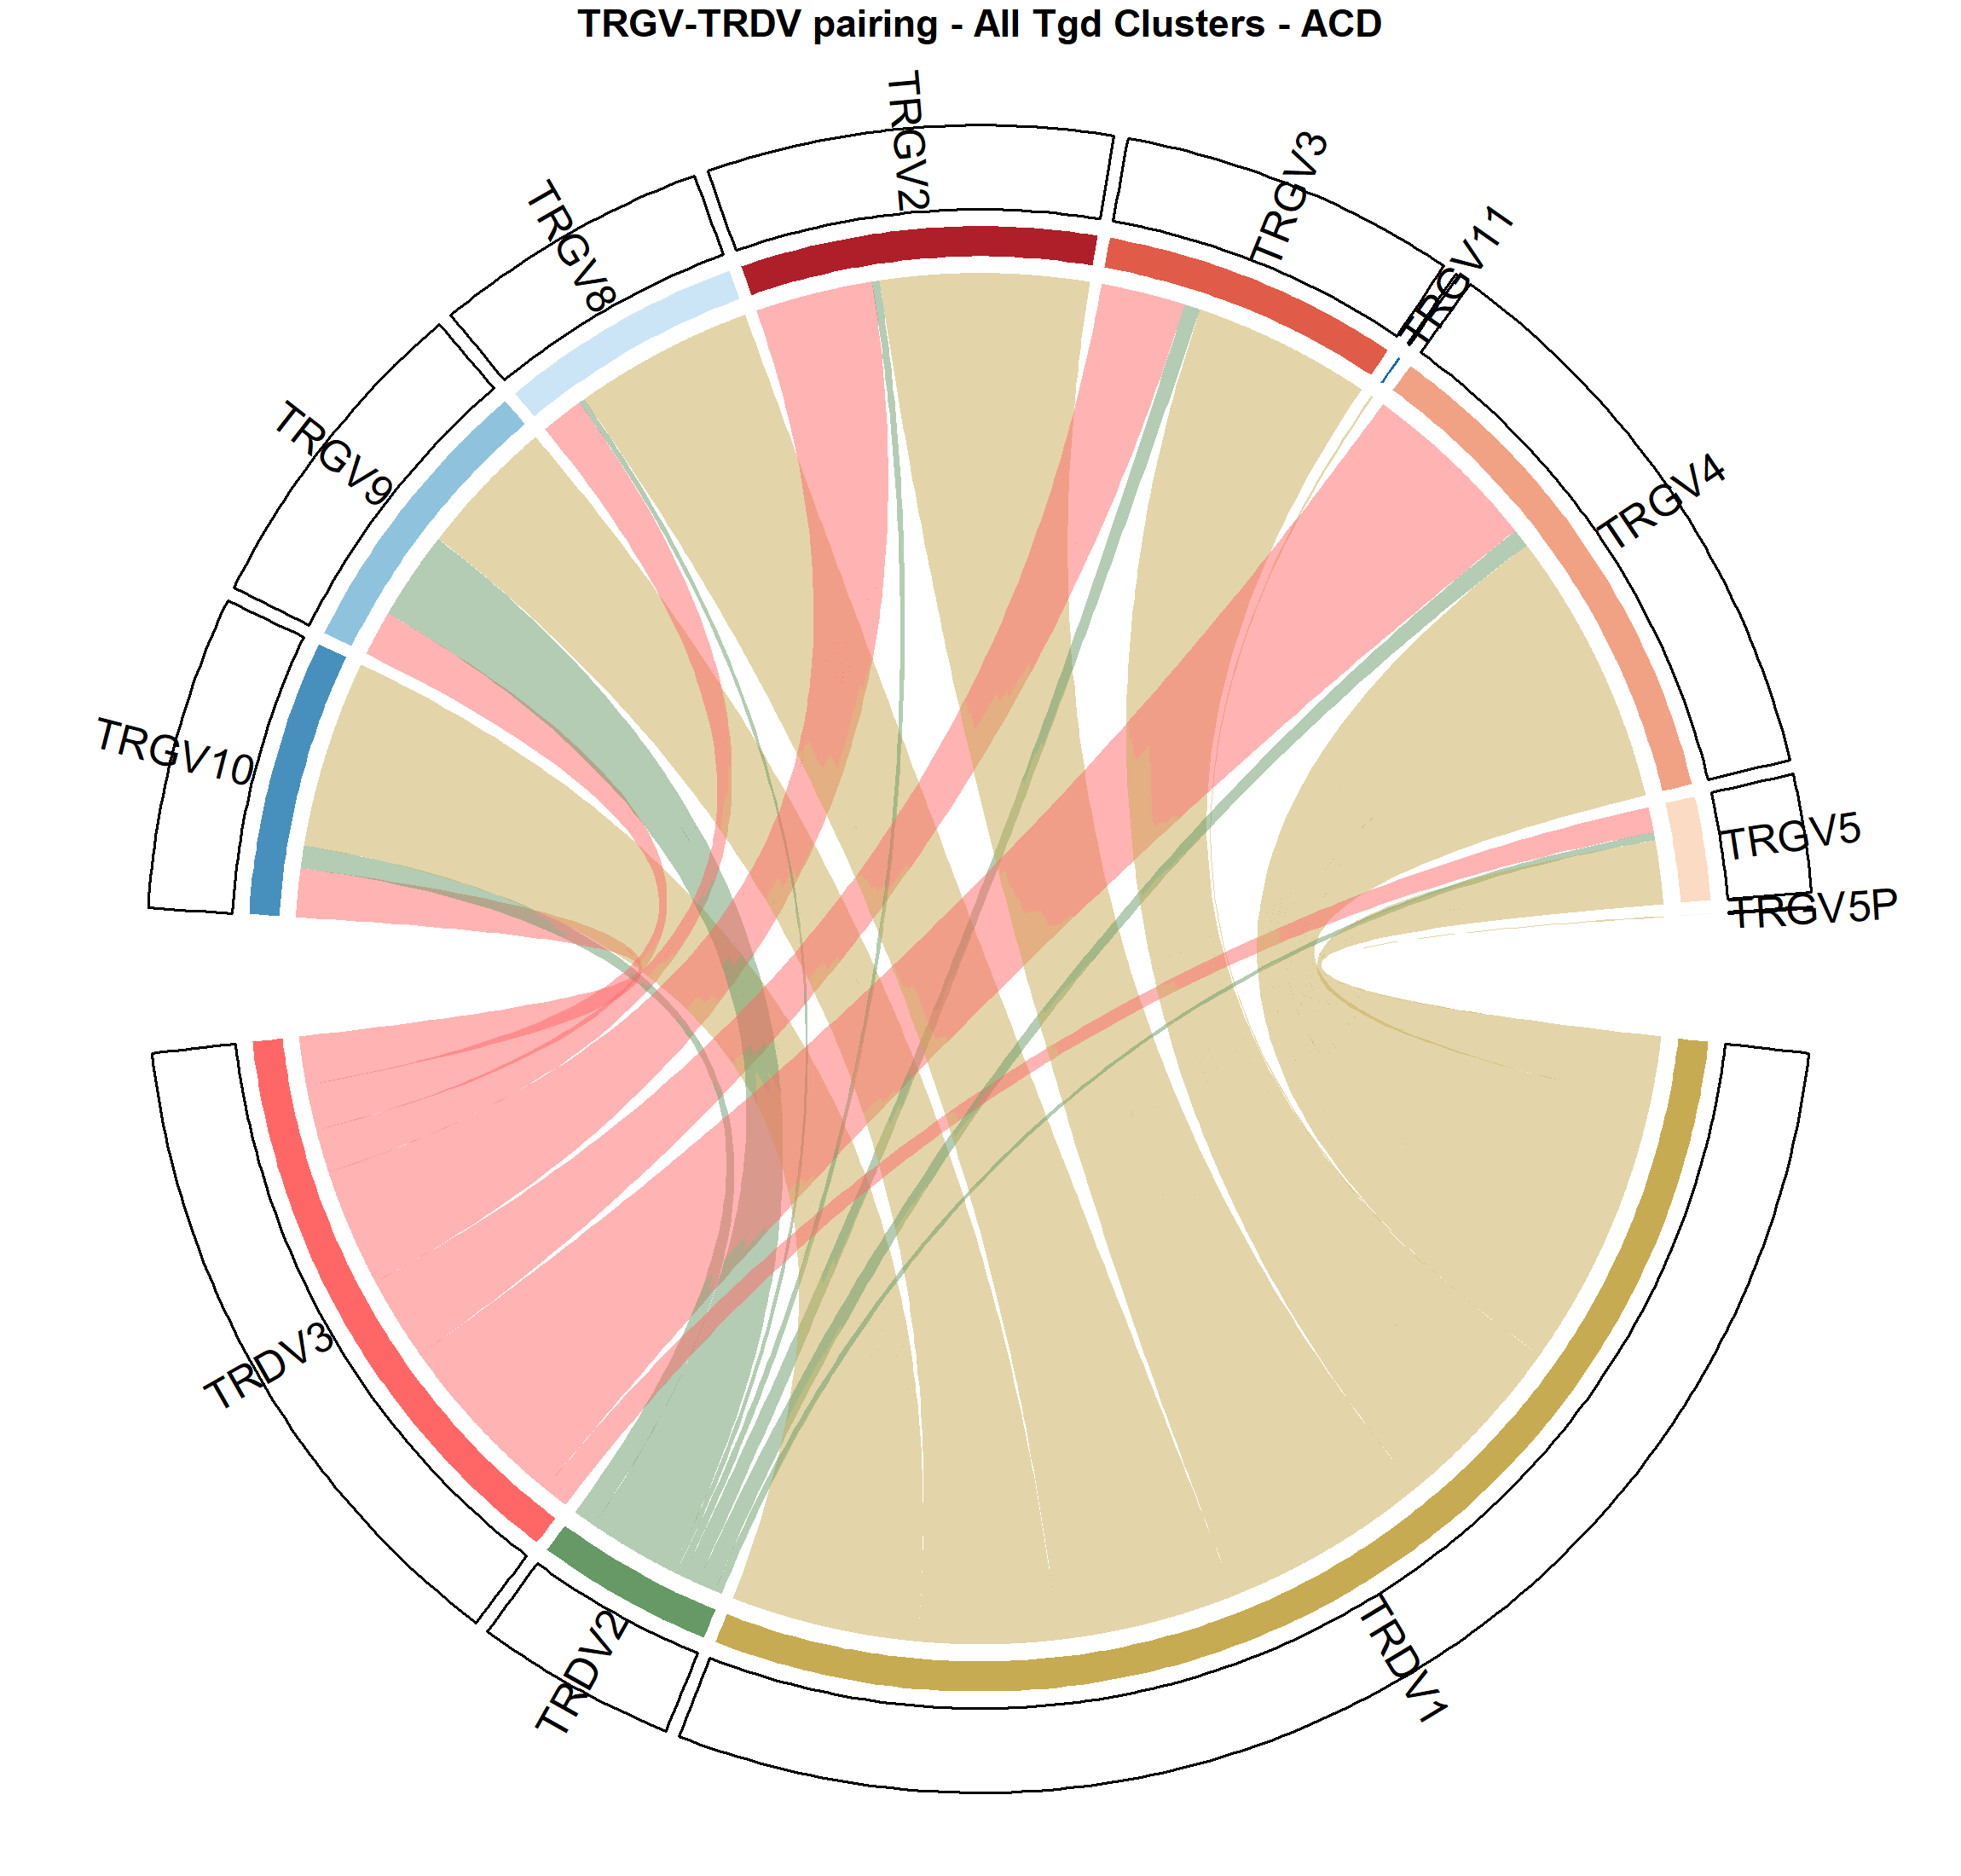 TRGV-TRDV pairing - All Tgd Clusters - ACD
TRGV2
TRGV3
TRGV11
TRGV8
TRGV9
TRGV4
TRGV10
TRGV5
TRGV5P
TRDV3
TRDV2
TRDV1